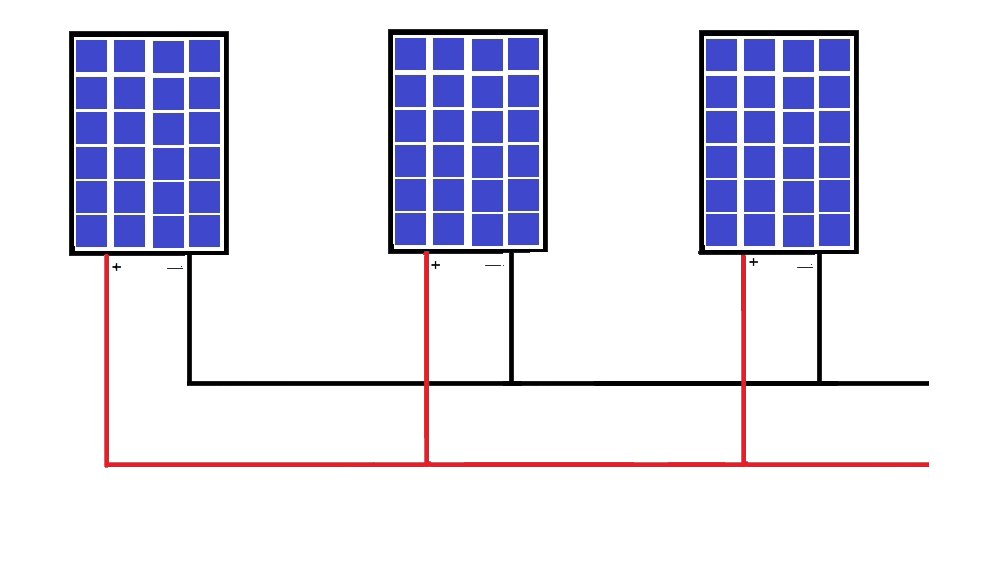 + —
+ —
+ —